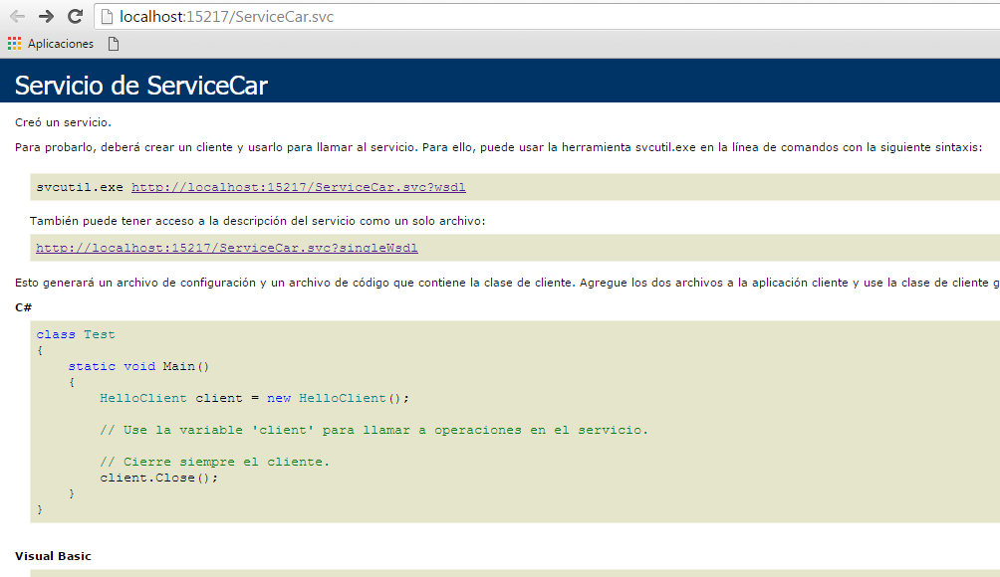 localhost:15217/ServiceCar.svc
Aplicaciones
Servicio de ServiceCar
Creó un servicio.
Para probarlo, deberá crear un cliente y usarlo para llamar al servicio. Para ello, puede usar la herramienta svcutil.exe en la línea de comandos con la siguiente sintaxis:
svcutil.exe http://localhost:15217/ServiceCar.svc?wsdl
También puede tener acceso a la descripción del servicio como un solo archivo:
http://localhost:15217/ServiceCar.svc?singleWsdl
Esto generará un archivo de configuración y un archivo de código que contiene la clase de cliente. Agregue los dos archivos a la aplicación cliente y use la clase de cliente g
C#
class Test
{
    static void Main()
    {
        HelloClient client = new HelloClient();
        // Use la variable 'client' para llamar a operaciones en el servicio.
        // Cierre siempre el cliente.
        client.Close();
    }
}
Visual Basic